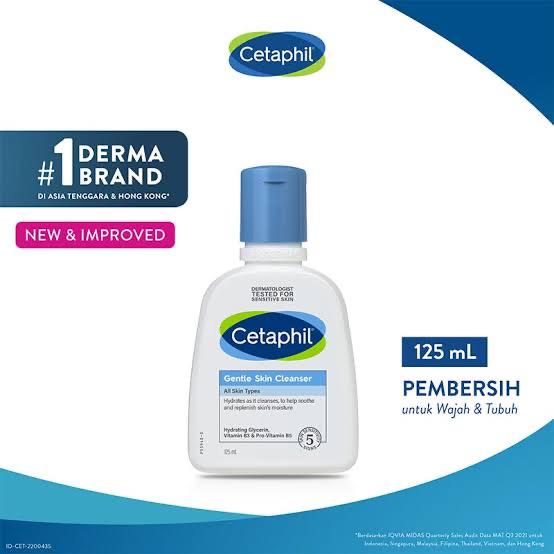 Cetaphil®
#1 DERMA
BRAND
DI ASIA TENGGARA & HONG KONG*
NEW & IMPROVED
DERMATOLOGIST
TESTED FOR
SENSITIVE SKIN
Cetaphil®
Gentle Skin Cleanser
All Skin Types
Hydrates as it cleanses, to help soothe
and replenish skin's moisture
Hydrating Glycerin,
Vitamin B3 & Pro-Vitamin B5
5
SIGNS
125 mL
125 mL
PEMBERSIH
untuk Wajah & Tubuh
ID-CET-2200435
*Berdasarkan IQVIA MIDAS Quarterly Sales Audit Data MAT Q2 2021 untuk
Indonesia, Singapura, Malaysia, Filipina, Thailand, Vietnam, dan Hong Kong